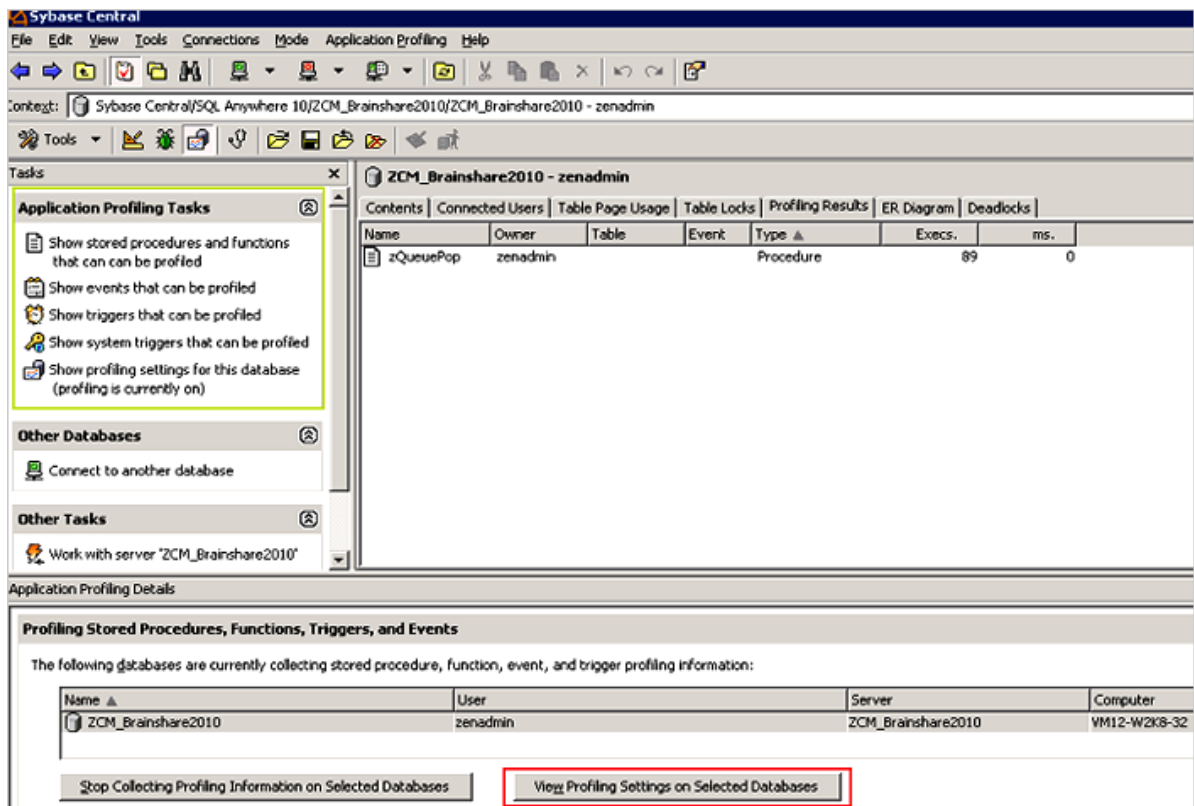 Sybase Central
File Edit View Tools Connections Mode Application Profiling Help
Context: Sybase Central/SQL Anywhere 10/ZCM_Brainshare2010/ZCM_Brainshare2010 - zenadmin
Tools
Tasks
Application Profiling Tasks
Show stored procedures and functions
that can can be profiled
Show events that can be profiled
Show triggers that can be profiled
Show system triggers that can be profiled
Show profiling settings for this database
(profiling is currently on)
Other Databases
Connect to another database
Other Tasks
Work with server "ZCM_Brainshare2010"
ZCM_Brainshare2010 - zenadmin
Contents Connected Users Table Page Usage Table Locks Profiling Results ER Diagram Deadlocks
Name Owner Table Event Type Execs. ms.
zQueuePop zenadmin Procedure 89 0
Application Profiling Details
Profiling Stored Procedures, Functions, Triggers, and Events
The following databases are currently collecting stored procedure, function, event, and trigger profiling information:
Name User Server Computer
ZCM_Brainshare2010 zenadmin ZCM_Brainshare2010 VM12-W2K8-32
Stop Collecting Profiling Information on Selected Databases View Profiling Settings on Selected Databases